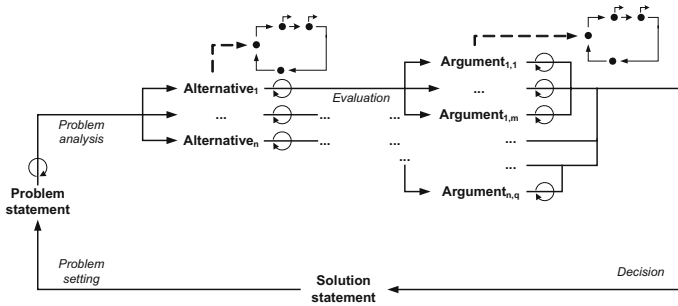 Alternative1
Evaluation
Argument1,1
...
Argument1,m
...
...
Problem
analysis
...
... ...
...
Alternativen
... ...
...
...
...
Argumentn,q
Problem
statement
Problem
setting
Solution
statement
Decision